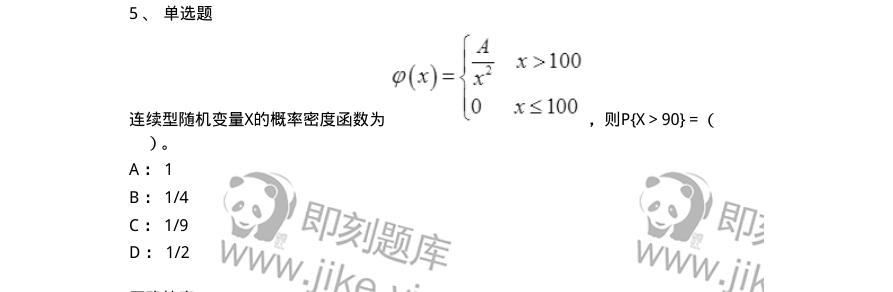 5 、 单选题
φ(x)={ A/x² x>100
0 x≤100
连续型随机变量X的概率密度函数为 ，则P{X > 90} =（
）。
A ： 1
B ： 1/4
C ： 1/9
D ： 1/2
即刻题库
www.jike
即刻
www.ji